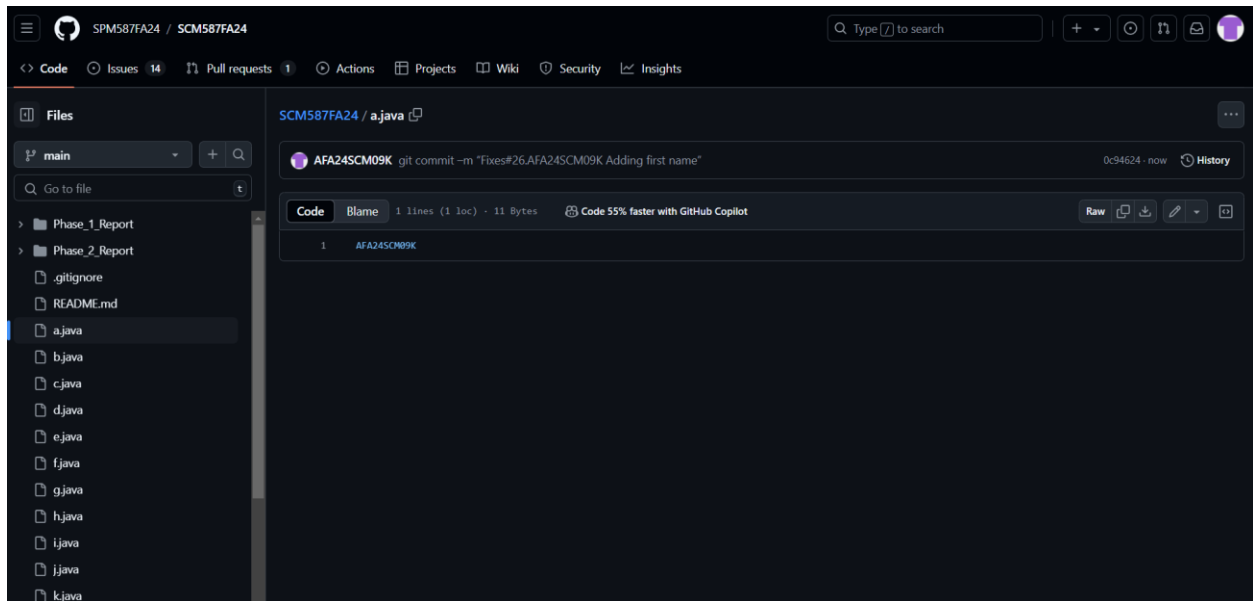 SPM587FA24 / SCM587FA24
Type / to search
Code
Issues 14
Pull requests 1
Actions
Projects
Wiki
Security
Insights
Files
main
Go to file
t
Phase_1_Report
Phase_2_Report
.gitignore
README.md
a.java
b.java
c.java
d.java
e.java
f.java
g.java
h.java
i.java
j.java
k.java
SCM587FA24 / a.java
AFA24SCM09K git commit –m "Fixes#26.AFA24SCM09K Adding first name"
0c94624 · now History
Code Blame 1 lines (1 loc) · 11 Bytes Code 55% faster with GitHub Copilot
Raw
1 AFA24SCM09K